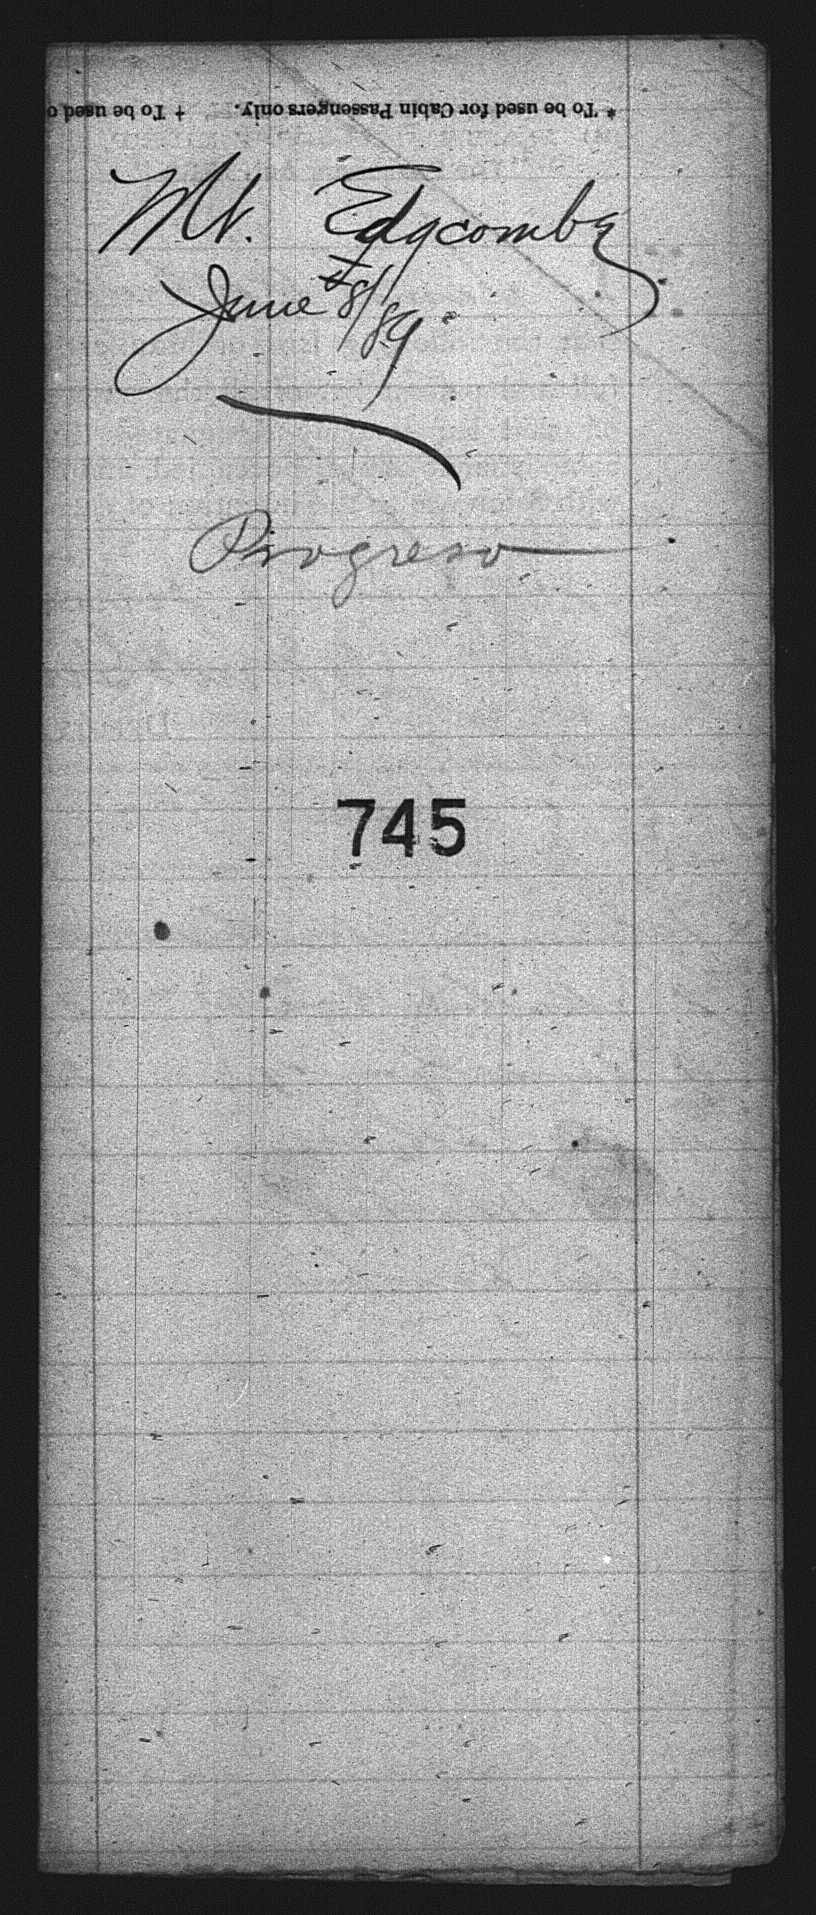 * To be used for Cabin Passengers only. † To be used
Mt. Edgcombe
June 8/89
Progreso
745